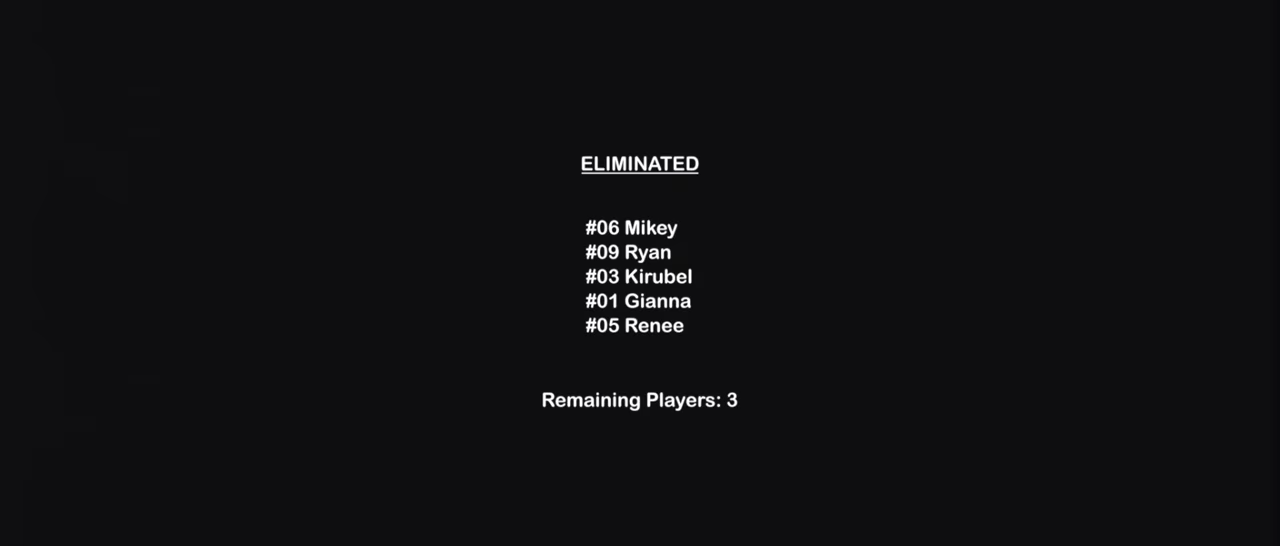 ELIMINATED
#06 Mikey
#09 Ryan
#03 Kirubel
#01 Gianna
#05 Renee
Remaining Players: 3